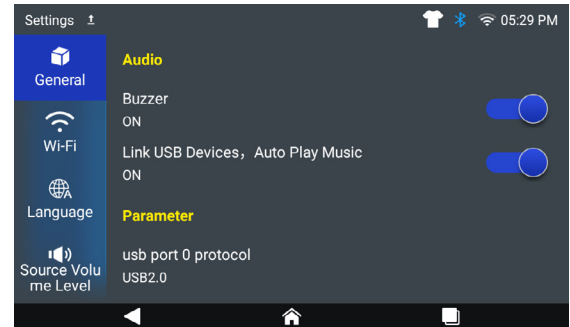 Settings
05:29 PM
General
Wi-Fi
Language
Source Volu
me Level
Audio
Buzzer
ON
Link USB Devices，Auto Play Music
ON
Parameter
usb port 0 protocol
USB2.0